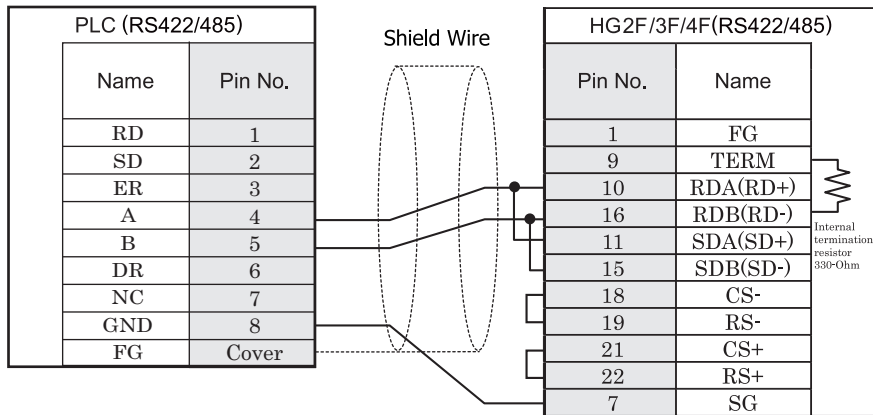 PLC (RS422/485)
Name Pin No.
RD 1
SD 2
ER 3
A 4
B 5
DR 6
NC 7
GND 8
FG Cover
Shield Wire
HG2F/3F/4F(RS422/485)
Pin No. Name
1 FG
9 TERM
10 RDA(RD+)
16 RDB(RD-)
11 SDA(SD+)
15 SDB(SD-)
18 CS-
19 RS-
21 CS+
22 RS+
7 SG
Internal
termination
resistor
330-Ohm